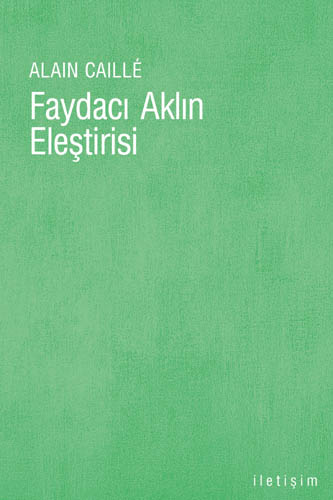 ALAIN CAILLÉ
Faydacı Aklın
Eleştirisi
iletişim